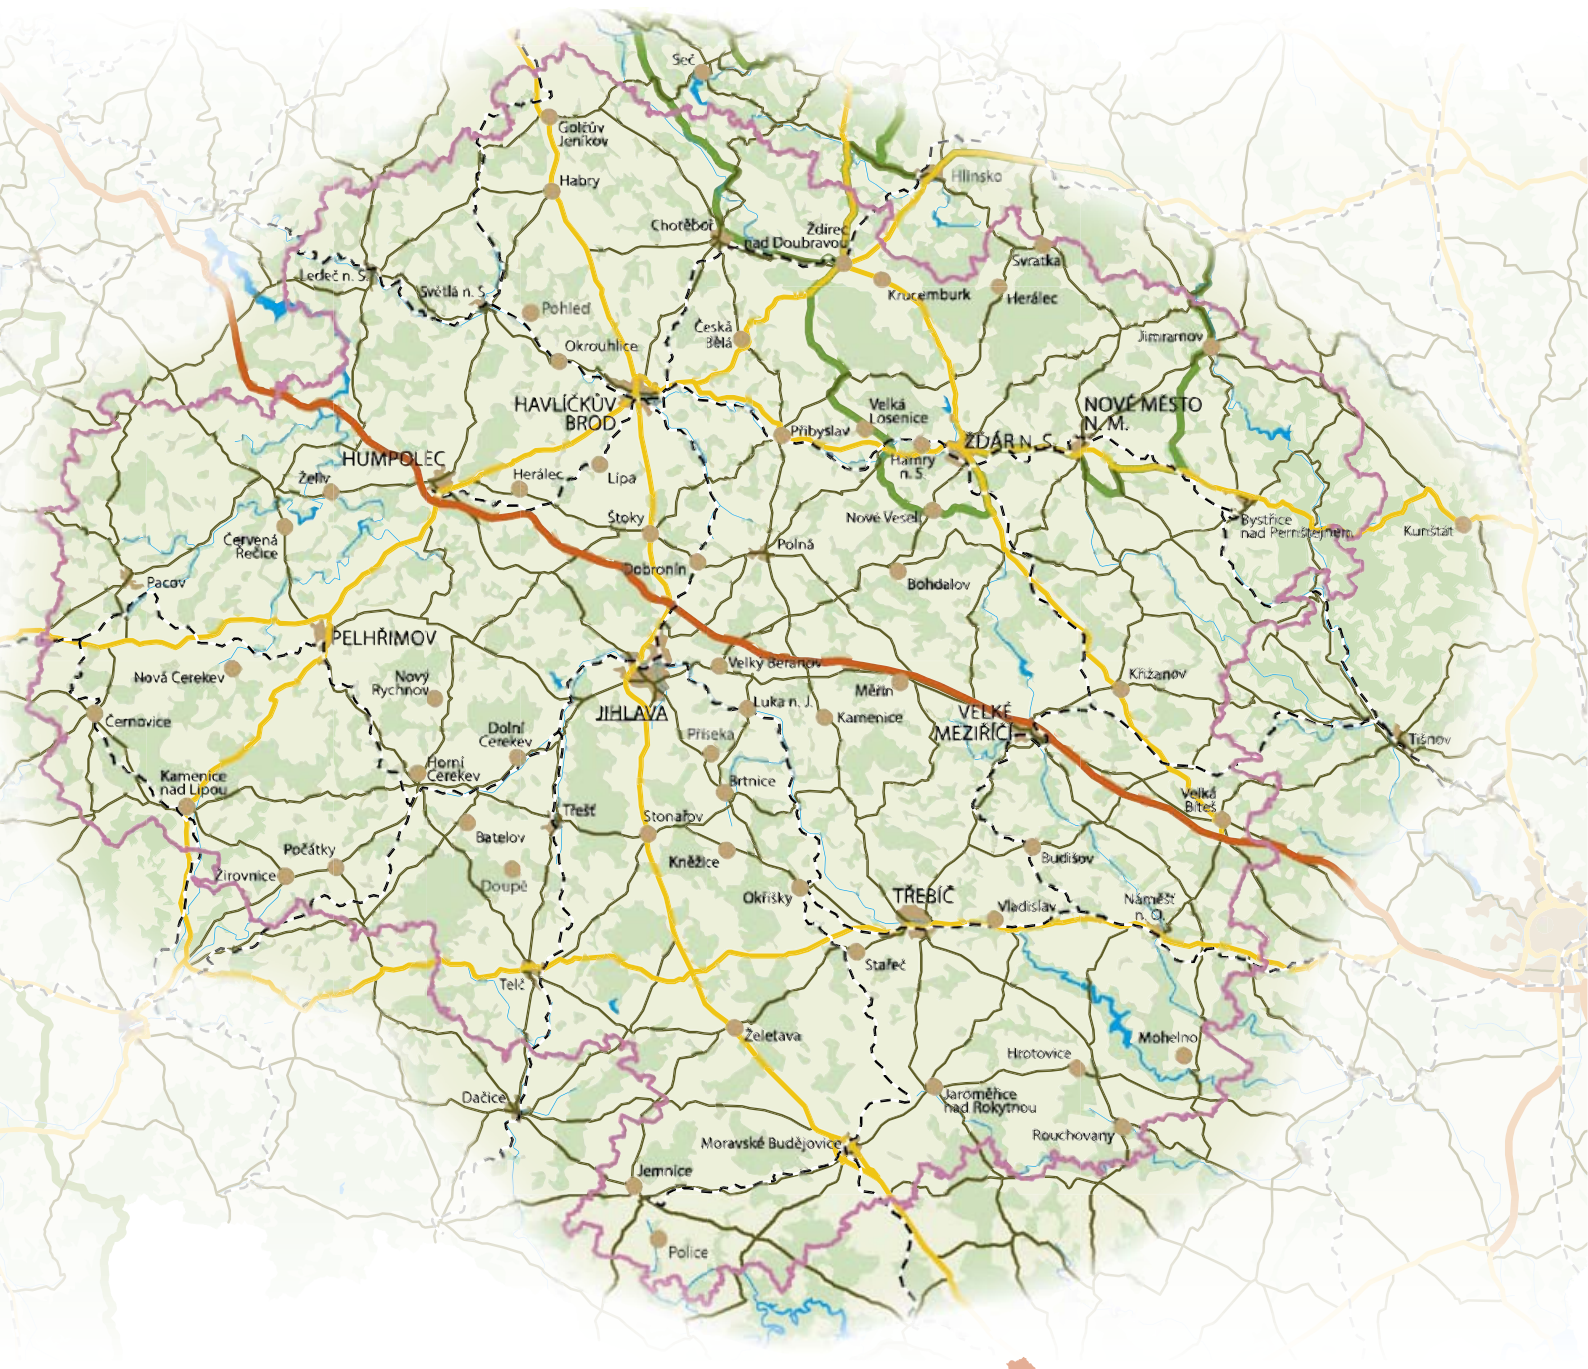 Seč
Golčův
Jeníkov
Habry
Hlinsko
Chotěboř
Ždírec
nad Doubravou
Svratka
Ledeč n. S.
Světlá n. S.
Pohleď
Krucemburk
Herálec
Česká
Bělá
Jimramov
Okrouhlice
HAVLÍČKŮV
BROD
Velká
Losenice
NOVÉ MĚSTO
N. M.
Přibyslav
ŽĎÁR N. S.
Hamry
n. S.
HUMPOLEC
Želiv
Herálec
Lípa
Nové Veselí
Štoky
Bystřice
nad Pernštejnem
Kunštát
Červená
Řečice
Polná
Dobronín
Bohdalov
Pacov
PELHŘIMOV
Nová Cerekev
Nový
Rychnov
Velký Beranov
Měřín
Křižanov
Černovice
JIHLAVA
Luka n. J.
Kamenice
VELKÉ
MEZIŘÍČÍ
Dolní
Cerekev
Příseka
Tišnov
Kamenice
nad Lipou
Horní
Cerekev
Brtnice
Velká
Bíteš
Třešť
Stonařov
Batelov
Počátky
Žirovnice
Kněžice
Budišov
Doupě
Okříšky
TŘEBÍČ
Vladislav
Náměšť
n. O.
Stařeč
Telč
Želetava
Mohelno
Hrotovice
Dačice
Jaroměřice
nad Rokytnou
Rouchovany
Moravské Budějovice
Jemnice
Police